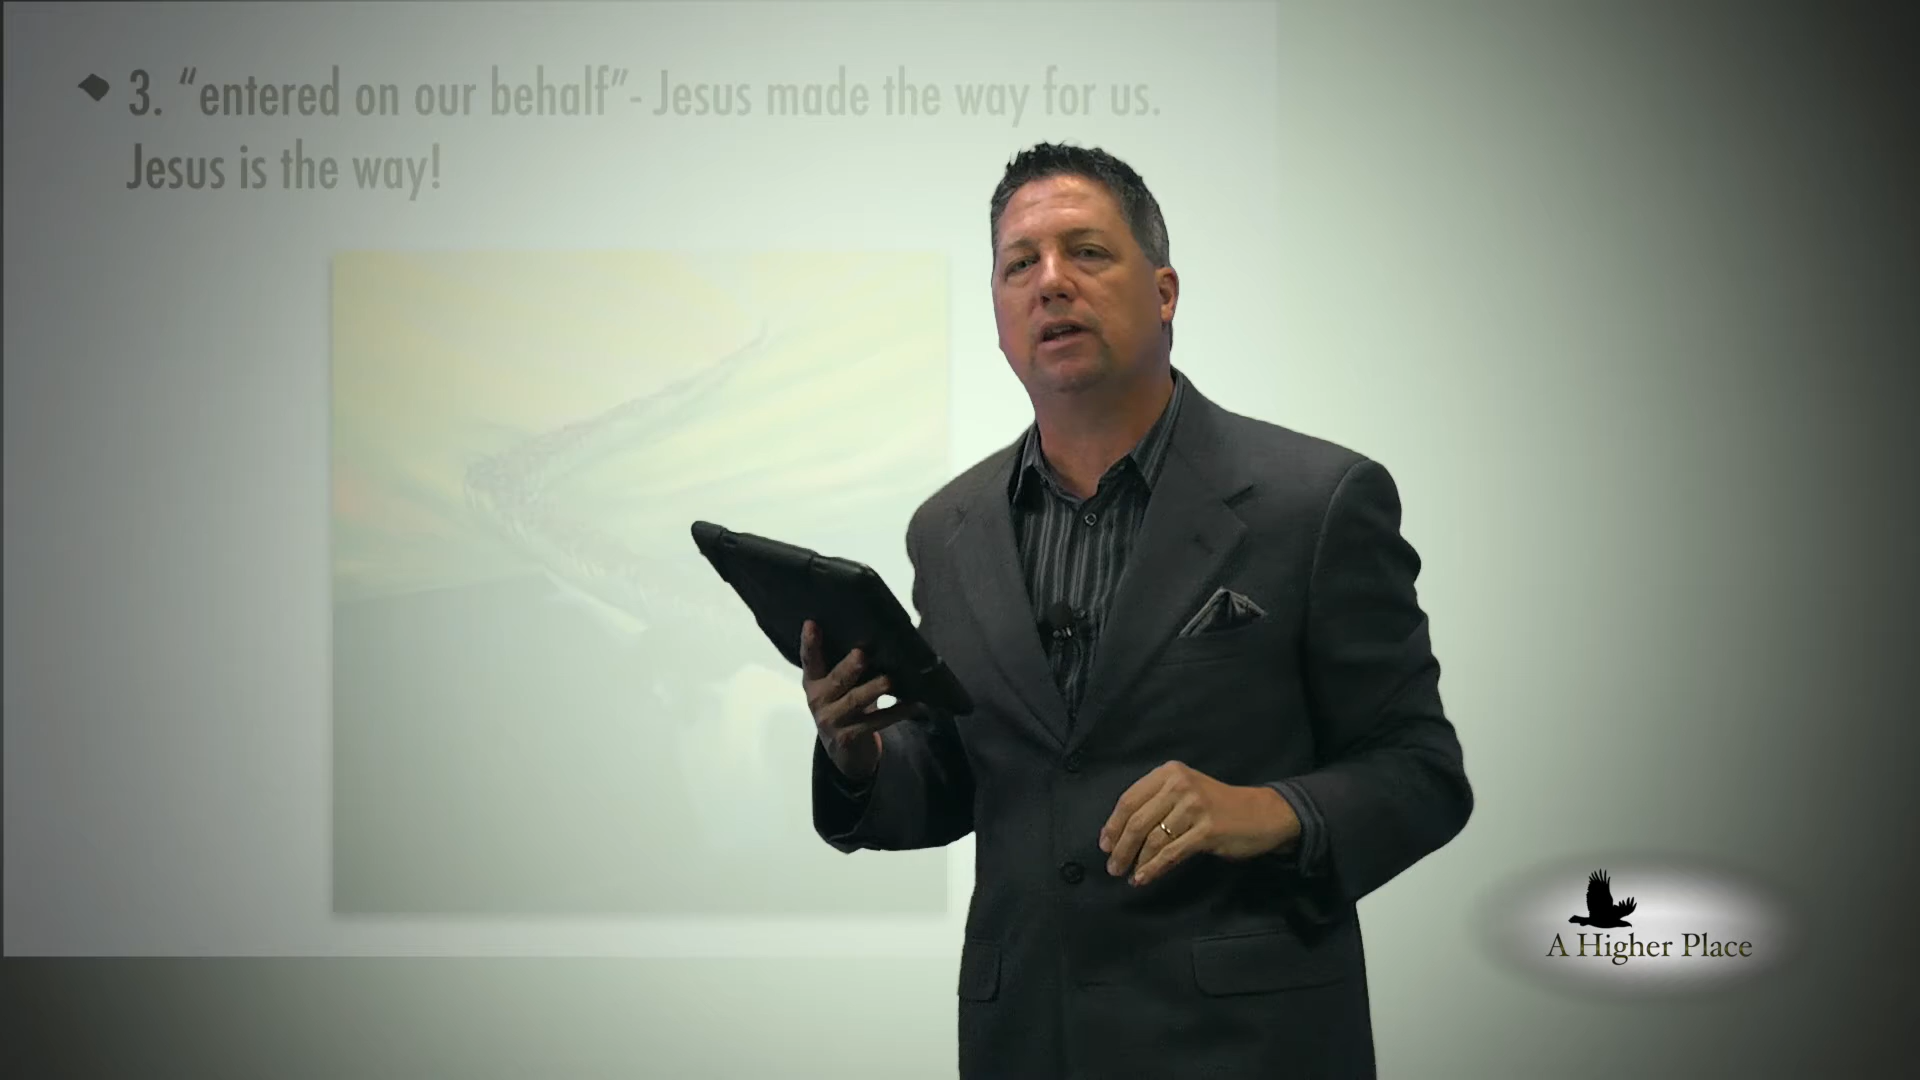 3. “entered on our behalf”- Jesus made the way for us.
Jesus is the way!
A Higher Place